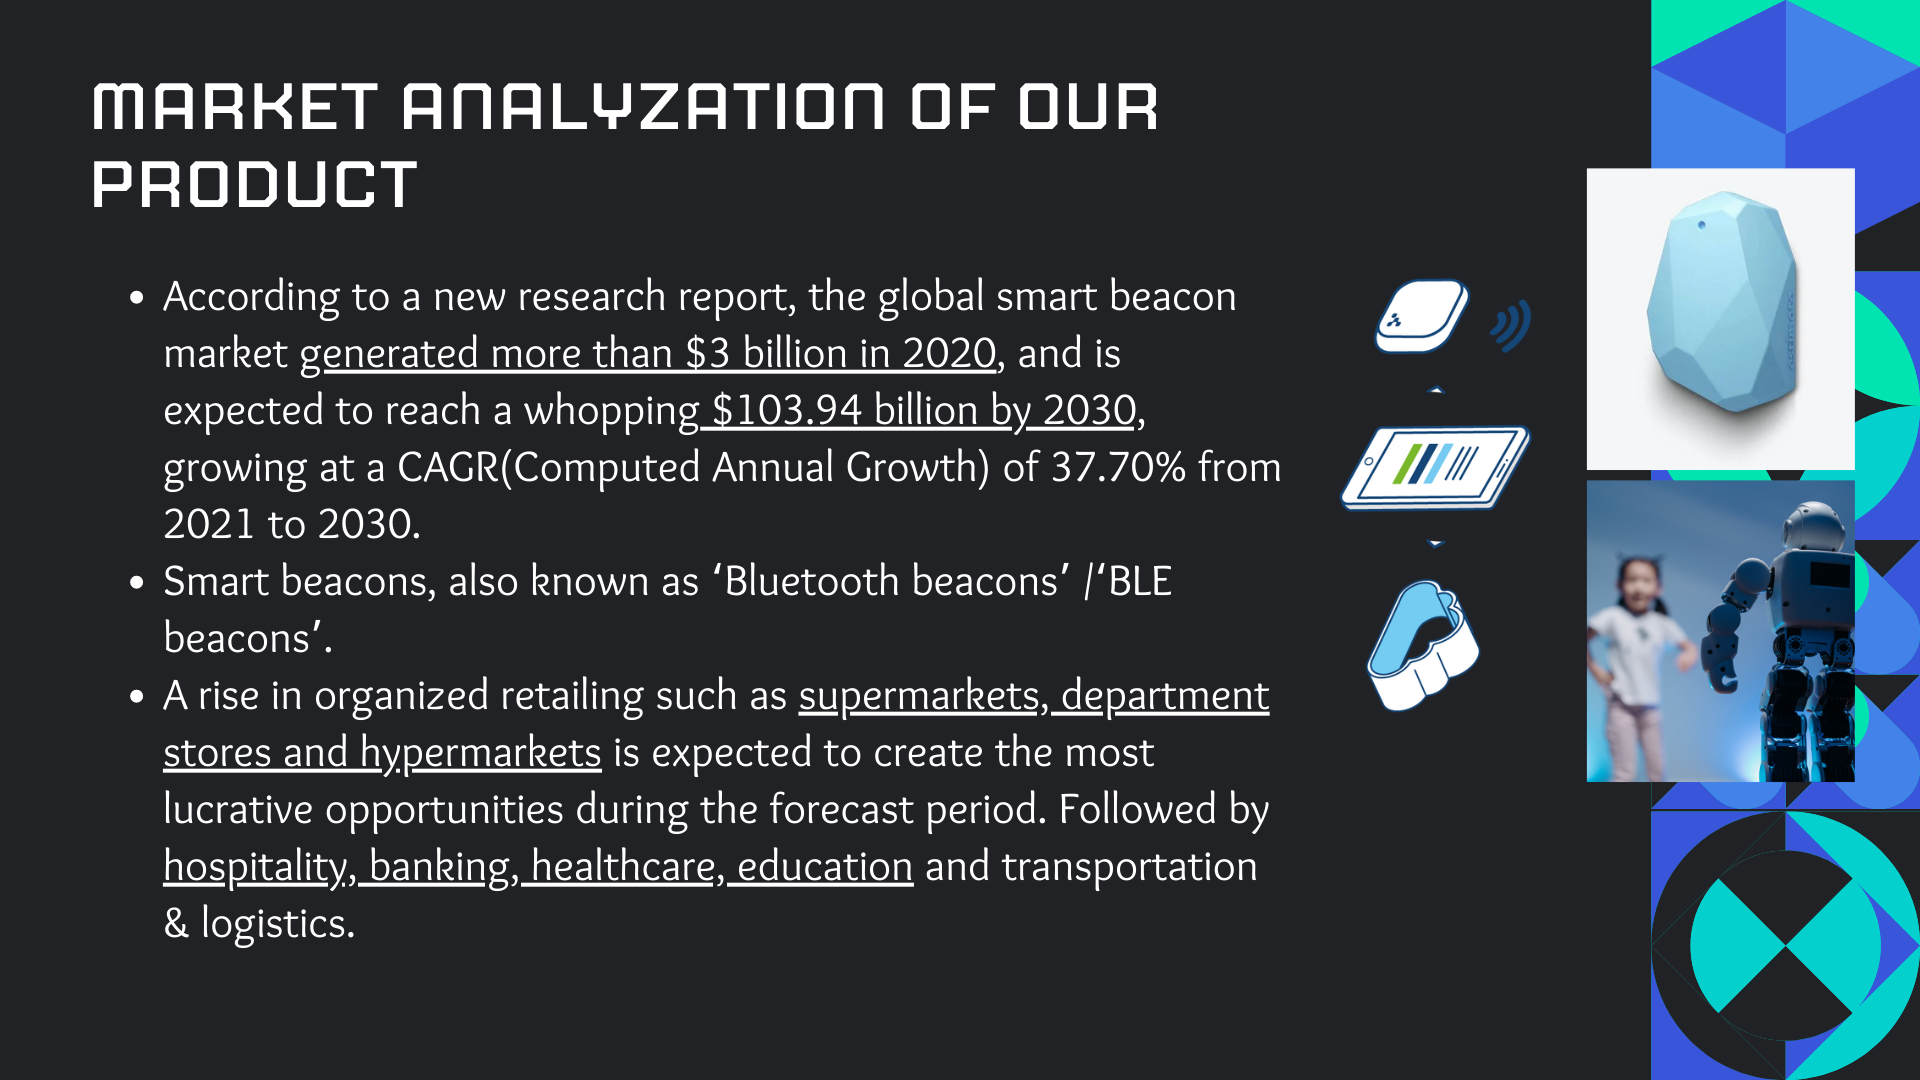 MARKET ANALYZATION OF OUR
PRODUCT
• According to a new research report, the global smart beacon
market generated more than $3 billion in 2020, and is
expected to reach a whopping $103.94 billion by 2030,
growing at a CAGR(Computed Annual Growth) of 37.70% from
2021 to 2030.
• Smart beacons, also known as ‘Bluetooth beacons’ /‘BLE
beacons’.
• A rise in organized retailing such as supermarkets, department
stores and hypermarkets is expected to create the most
lucrative opportunities during the forecast period. Followed by
hospitality, banking, healthcare, education and transportation
& logistics.